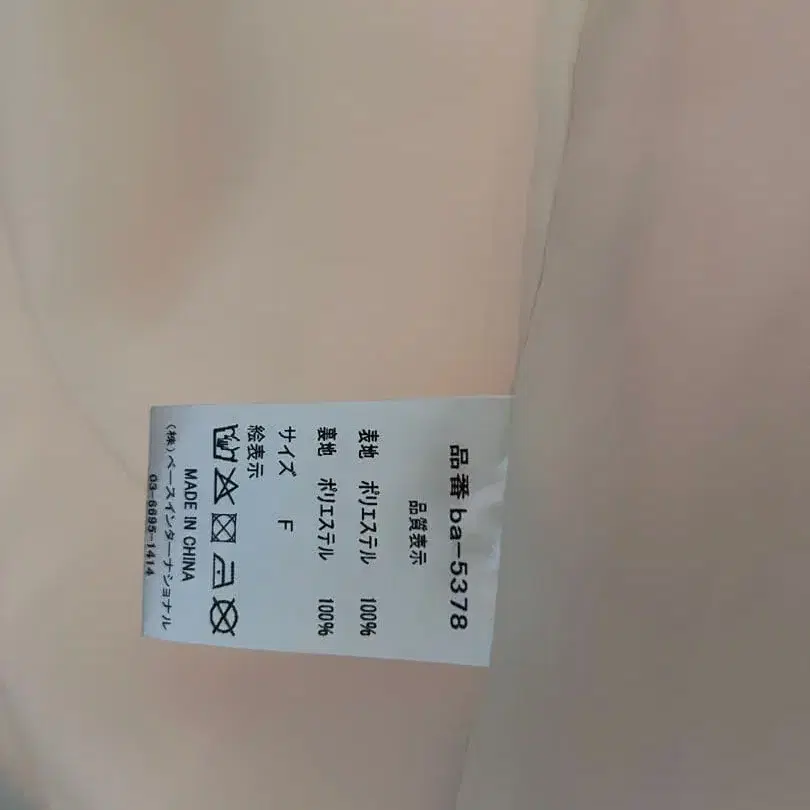 品番 ba-5378
品質表示
表地 ポリエステル 100%
裏地 ポリエステル 100%
サイズ F
絵表示
MADE IN CHINA
(株)ベースインターナショナル
03-6695-1414